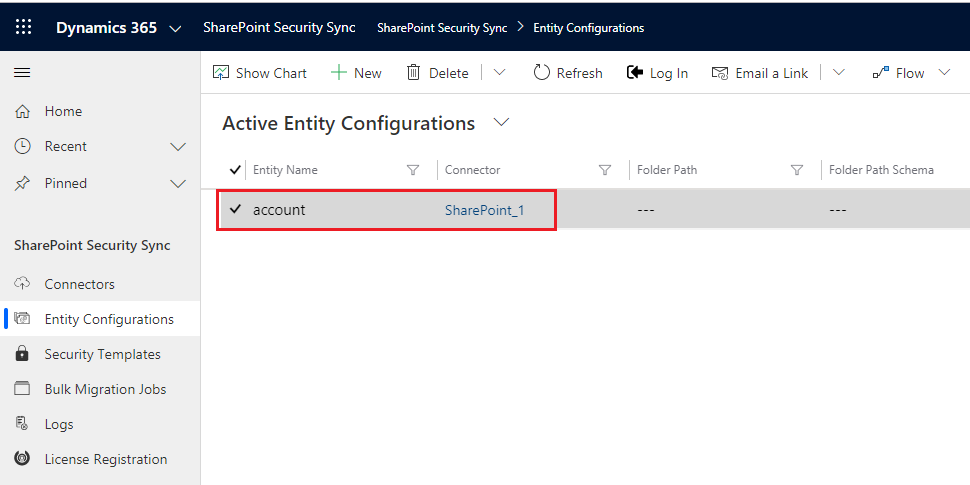 Dynamics 365 SharePoint Security Sync SharePoint Security Sync > Entity Configurations
Show Chart New Delete Refresh Log In Email a Link Flow
Home
Recent
Pinned
SharePoint Security Sync
Connectors
Entity Configurations
Security Templates
Bulk Migration Jobs
Logs
License Registration
Active Entity Configurations
Entity Name Connector Folder Path Folder Path Schema
account SharePoint_1 --- ---